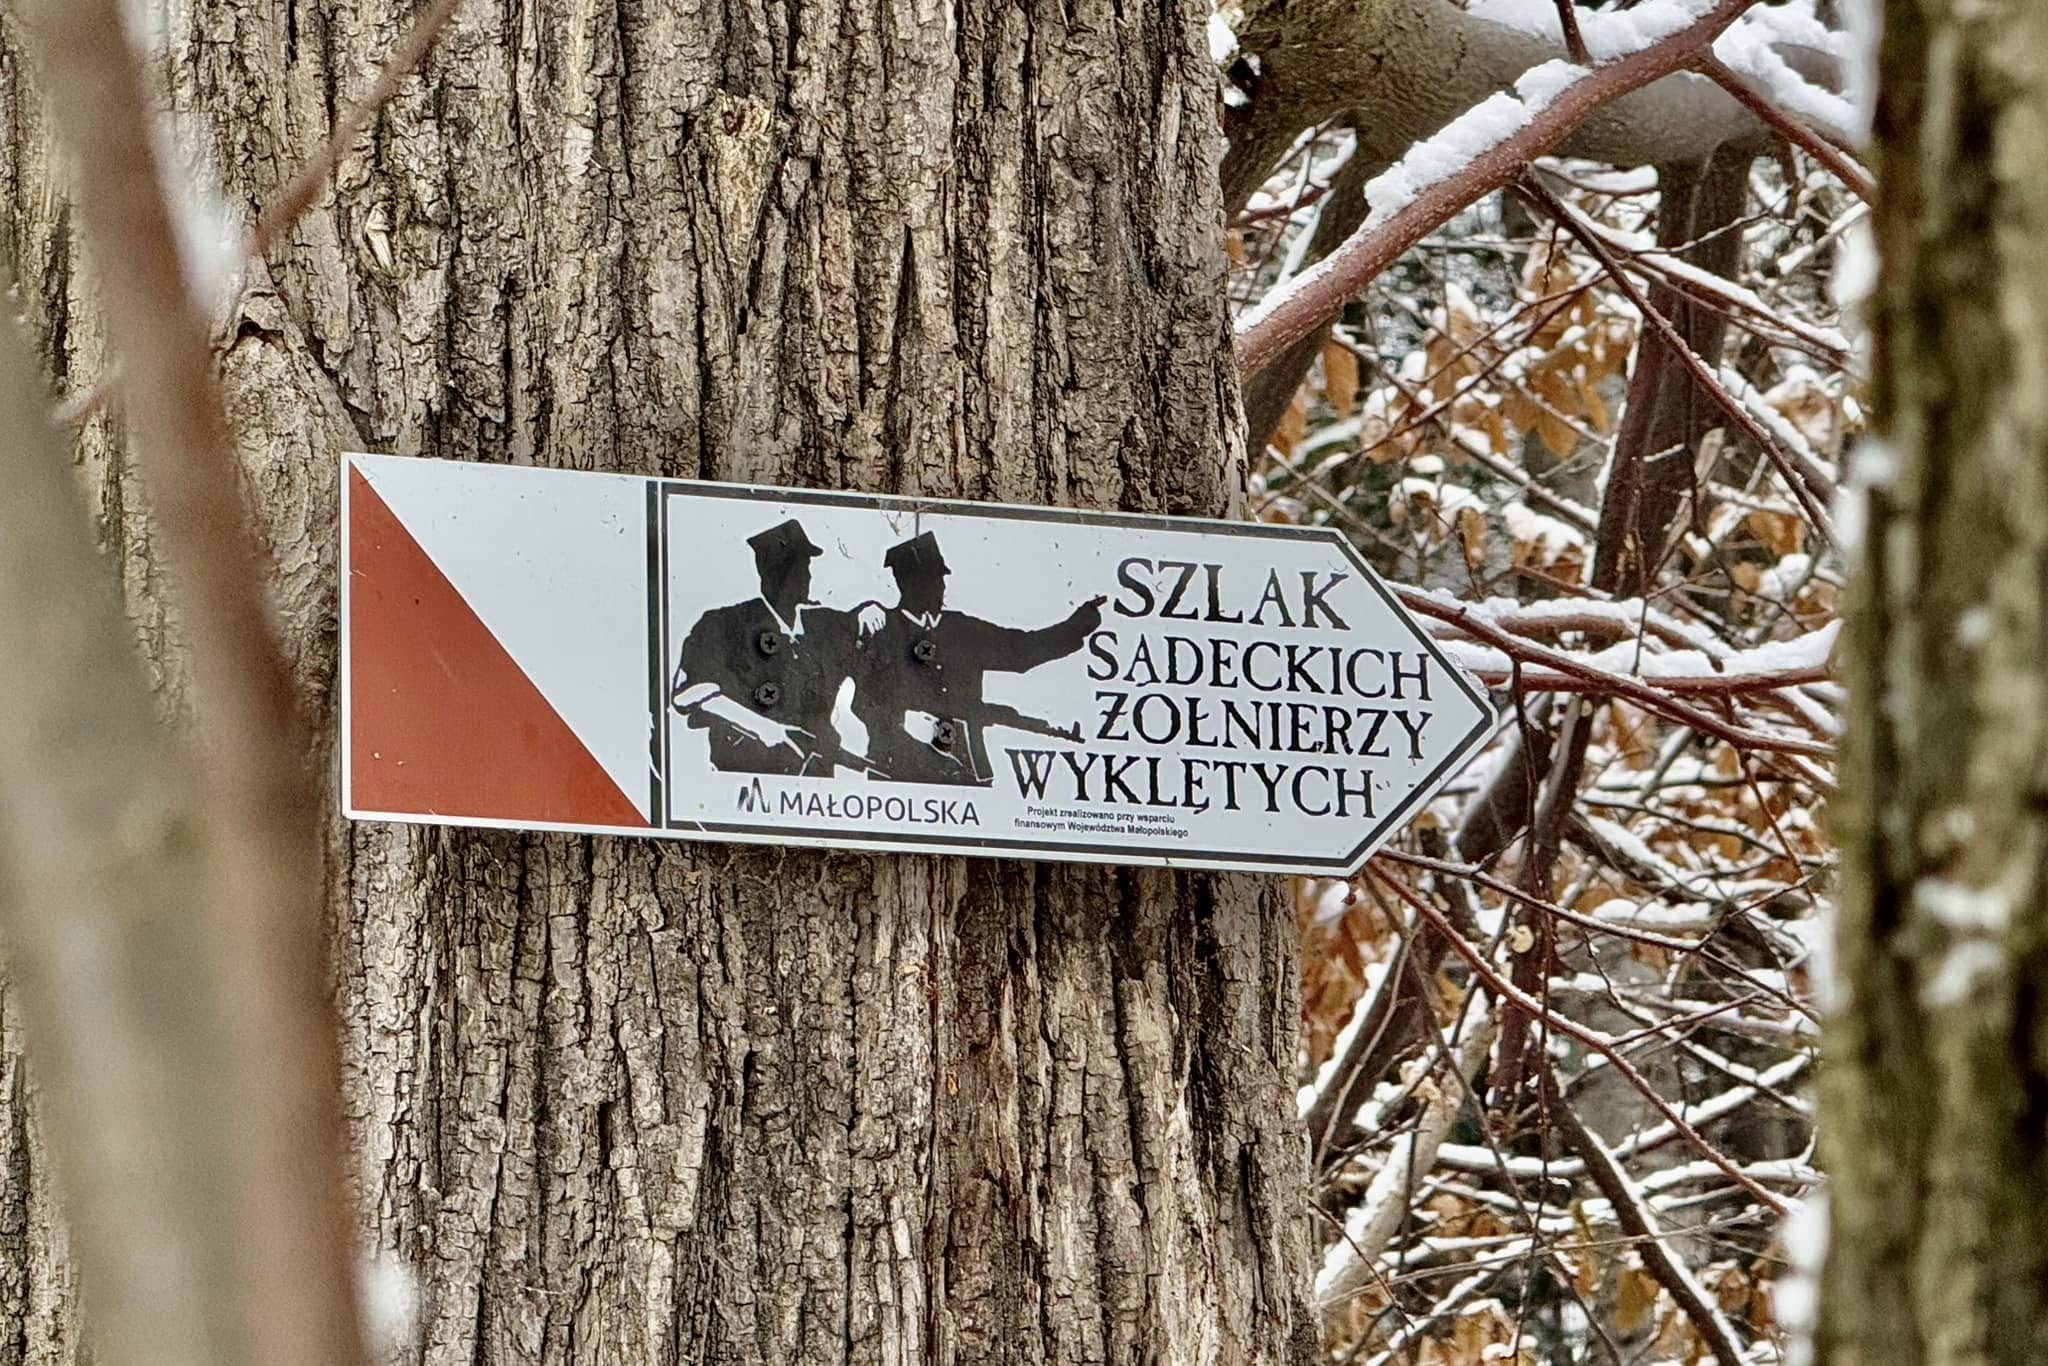 SZLAK
SĄDECKICH
ŻOŁNIERZY
WYKLĘTYCH
MAŁOPOLSKA
Projekt zrealizowano przy wsparciu
finansowym Województwa Małopolskiego